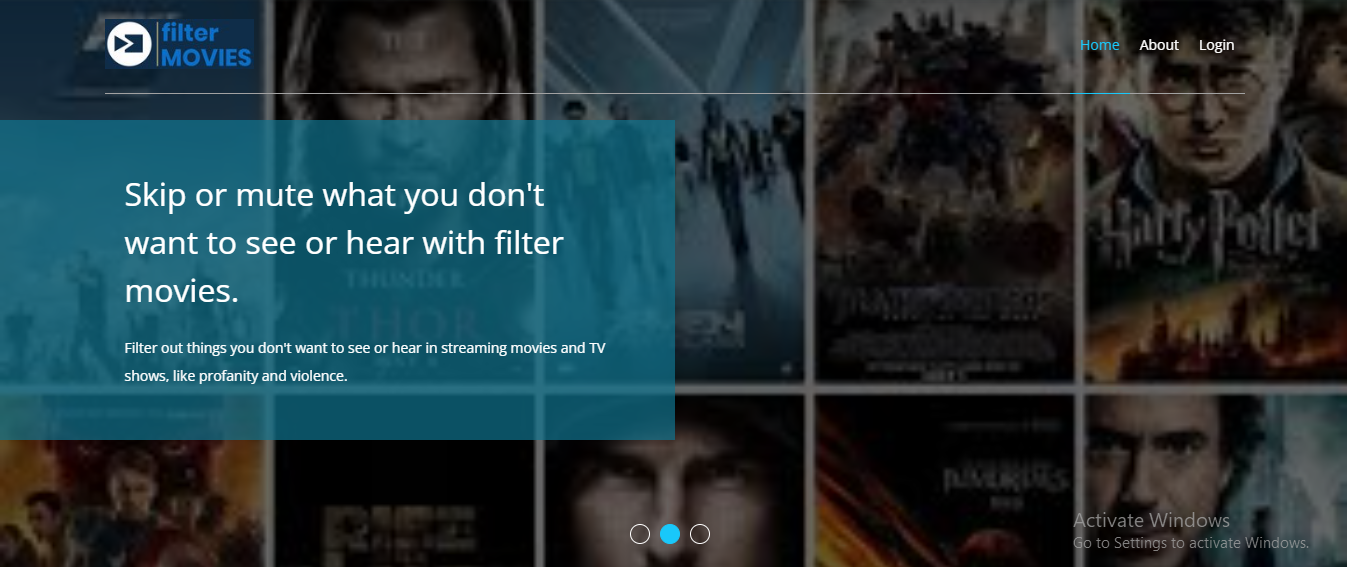 filter
MOVIES
Home About Login
Skip or mute what you don't
want to see or hear with filter
movies.
THUNDER
THOR
Filter out things you don't want to see or hear in streaming movies and TV
shows, like profanity and violence.
Harry Potter
IMMORTALS
Activate Windows
Go to Settings to activate Windows.